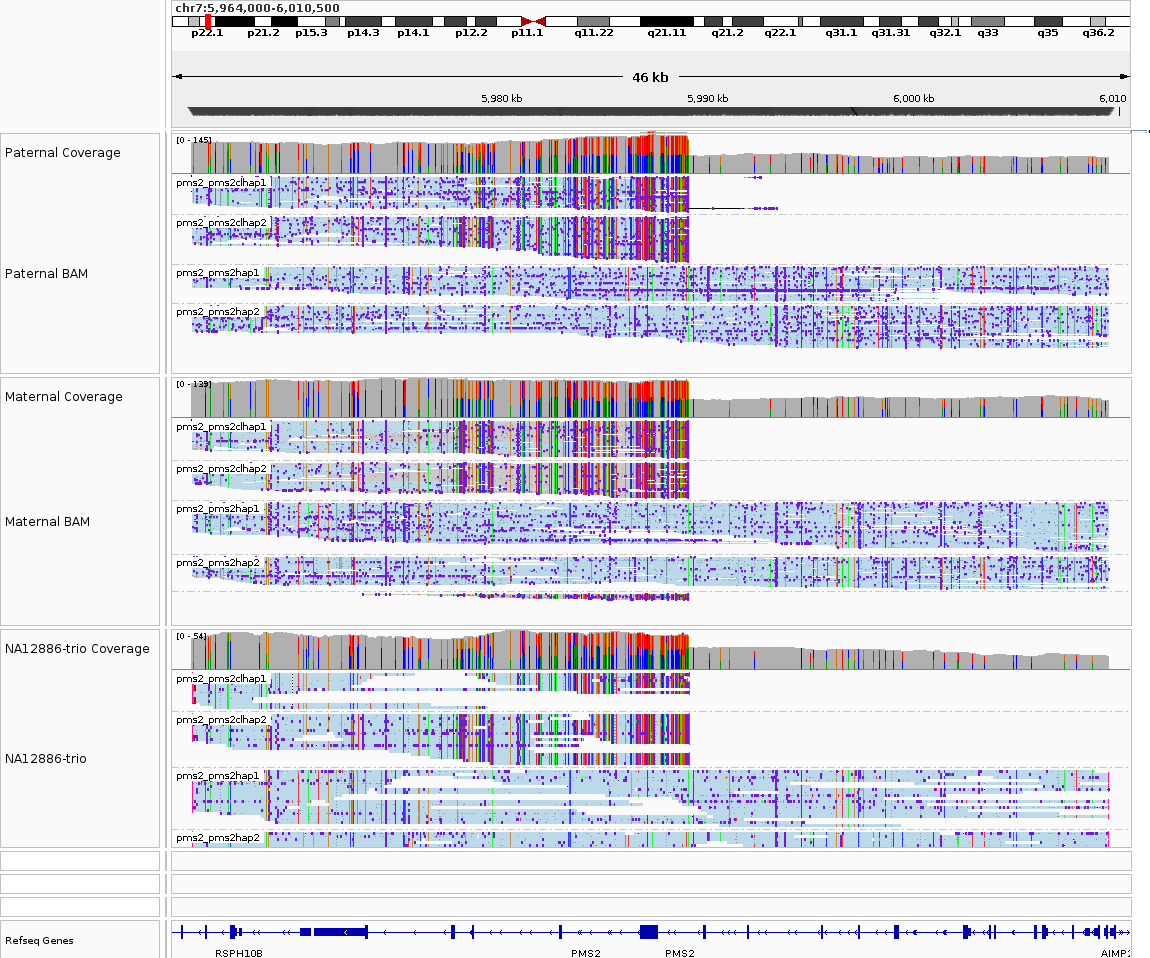 chr7:5,964,000-6,010,500
p22.1 p21.2 p15.3 p14.3 p14.1 p12.2 p11.1 q11.22 q21.11 q21.2 q22.1 q31.1 q31.31 q32.1 q33 q35 q36.2
46 kb
5,980 kb 5,990 kb 6,000 kb 6,010
Paternal Coverage
[0 - 145]
pms2_pms2clhap1
pms2_pms2clhap2
Paternal BAM
pms2_pms2hap1
pms2_pms2hap2
Maternal Coverage
[0 - 139]
pms2_pms2clhap1
pms2_pms2clhap2
Maternal BAM
pms2_pms2hap1
pms2_pms2hap2
NA12886-trio Coverage
[0 - 54]
pms2_pms2clhap1
pms2_pms2clhap2
NA12886-trio
pms2_pms2hap1
pms2_pms2hap2
Refseq Genes
RSPH10B PMS2 PMS2